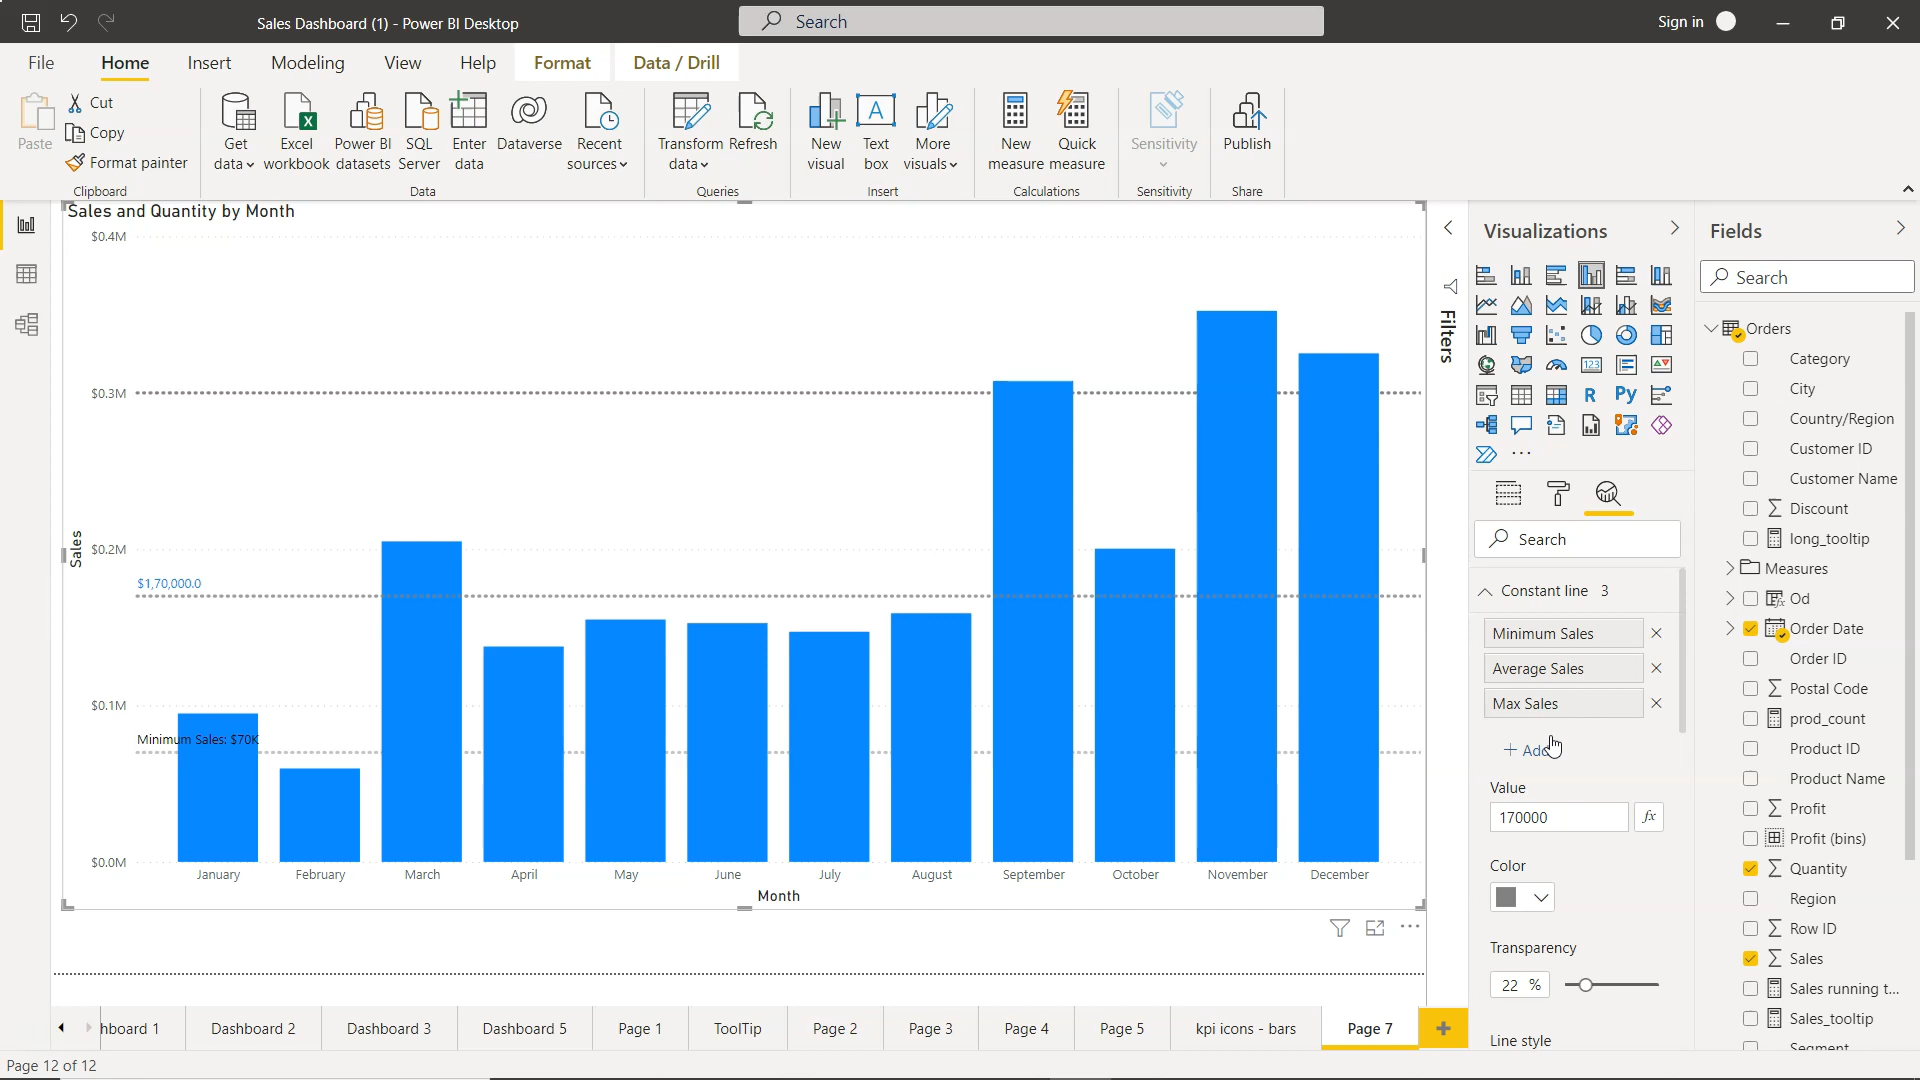 Sales Dashboard (1) - Power BI Desktop
Search
Sign in
File
Home
Insert
Modeling
View
Help
Format
Data / Drill
Paste
Cut
Copy
Format painter
Clipboard
Get data
Excel workbook
Power BI datasets
SQL Server
Enter data
Dataverse
Recent sources
Data
Transform data
Refresh
Queries
New visual
Text box
More visuals
Insert
New measure
Quick measure
Calculations
Sensitivity
Sensitivity
Publish
Share
Sales and Quantity by Month
$0.4M
$0.3M
$0.2M
$0.1M
$0.0M
Sales
$1,70,000.0
Minimum Sales: $70K
January
February
March
April
May
June
July
August
September
October
November
December
Month
Filters
Visualizations
R
Py
123
Search
Constant line 3
Minimum Sales
Average Sales
Max Sales
+ Add
Value
170000
fx
Color
Transparency
22 %
Line style
Fields
Search
Orders
Category
City
Country/Region
Customer ID
Customer Name
Discount
long_tooltip
Measures
Od
Order Date
Order ID
Postal Code
prod_count
Product ID
Product Name
Profit
Profit (bins)
Quantity
Region
Row ID
Sales
Sales running t...
Sales_tooltip
Segment
hboard 1
Dashboard 2
Dashboard 3
Dashboard 5
Page 1
ToolTip
Page 2
Page 3
Page 4
Page 5
kpi icons - bars
Page 7
Page 12 of 12